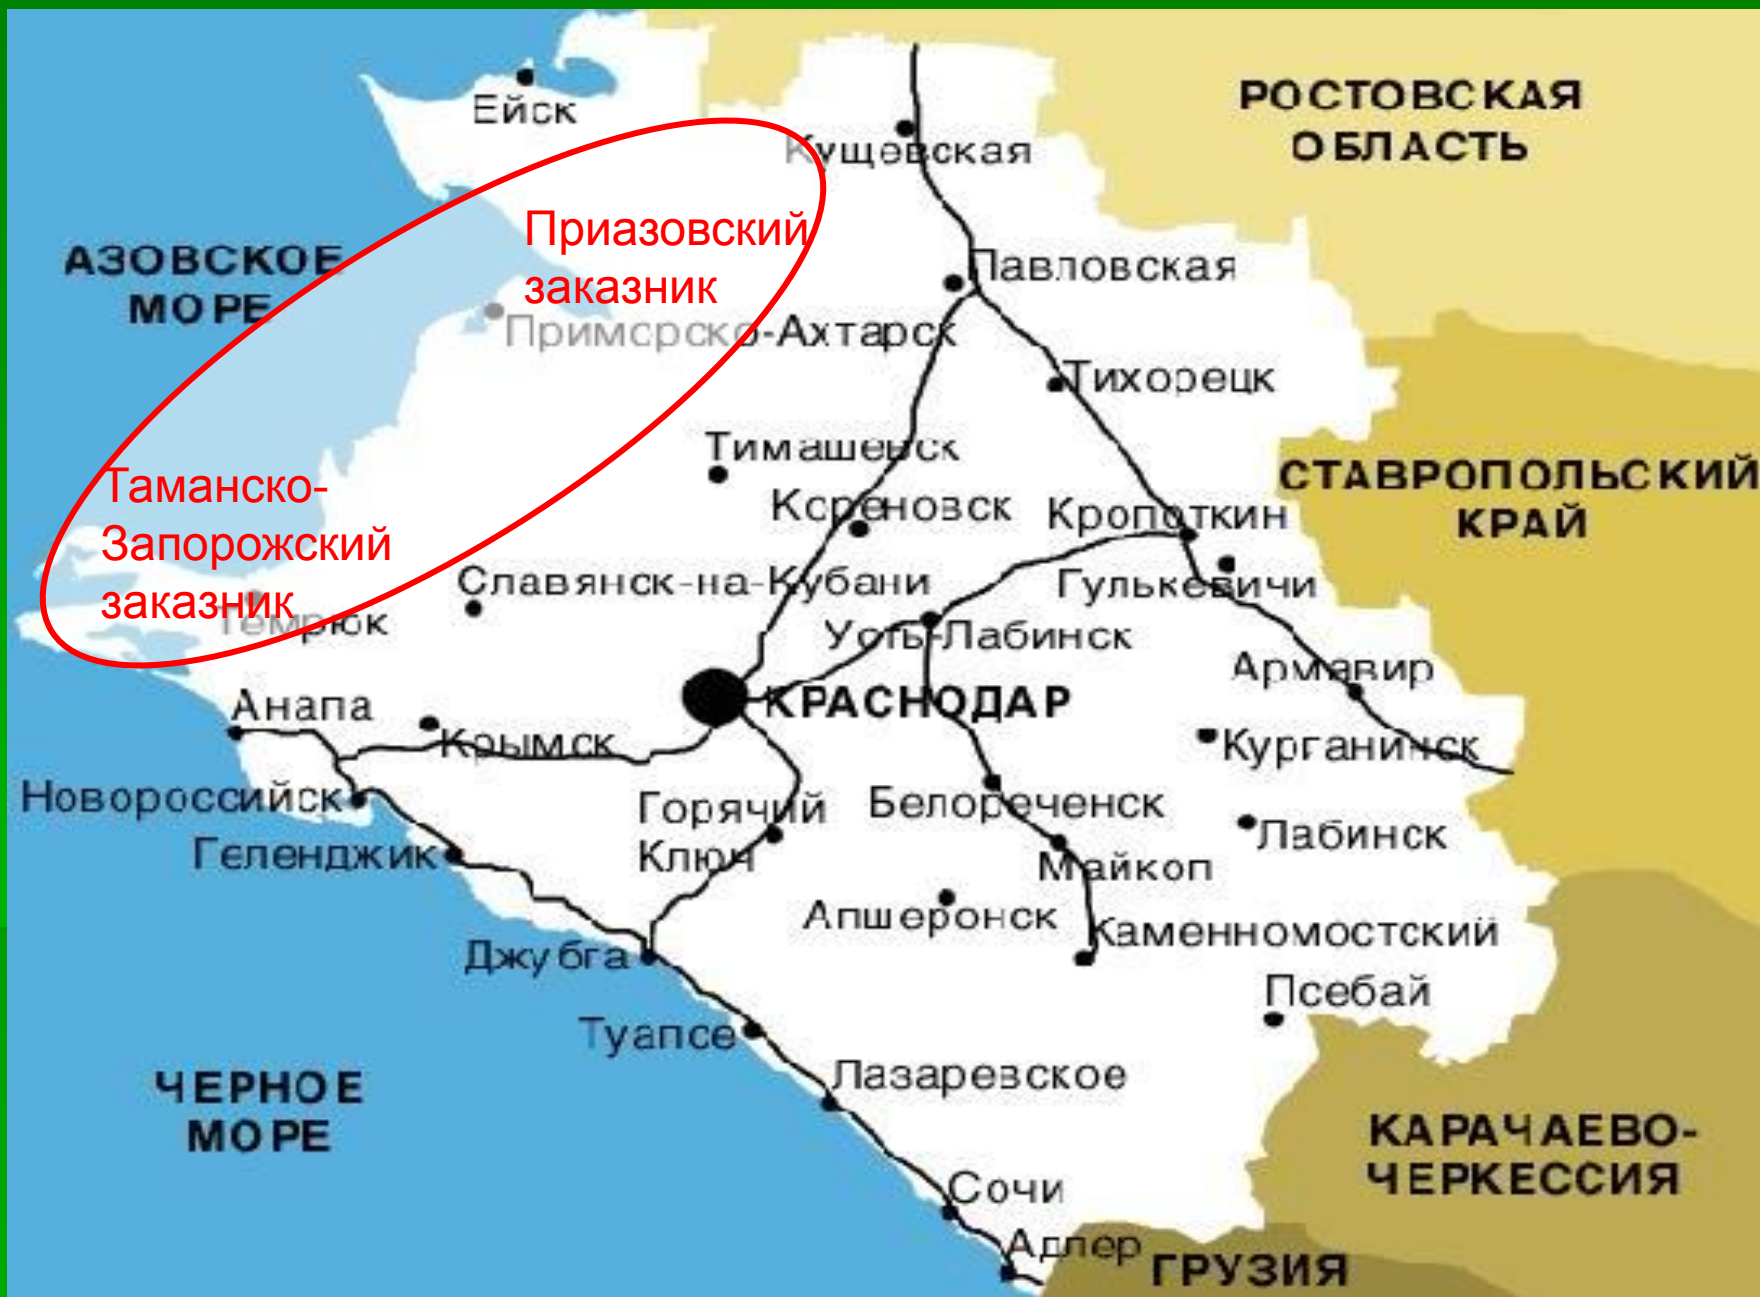 Ейск
Кущевская
РОСТОВСКАЯ
ОБЛАСТЬ
Приазовский
заказник
АЗОВСКОЕ
МОРЕ
Павловская
Приморско-Ахтарск
Тихорецк
Тимашевск
Таманско-
Запорожский
заказник
Кореновск
Кропоткин
СТАВРОПОЛЬСКИЙ
КРАЙ
Славянск-на-Кубани
Гулькевичи
Темрюк
Усть-Лабинск
Армавир
Анапа
КРАСНОДАР
Крымск
Курганинск
Новороссийск
Горячий
Ключ
Белореченск
Лабинск
Геленджик
Майкоп
Апшеронск
Каменномостский
Джубга
Псебай
Туапсе
Лазаревское
ЧЕРНОЕ
МОРЕ
КАРАЧАЕВО-
ЧЕРКЕССИЯ
Сочи
Адлер
ГРУЗИЯ